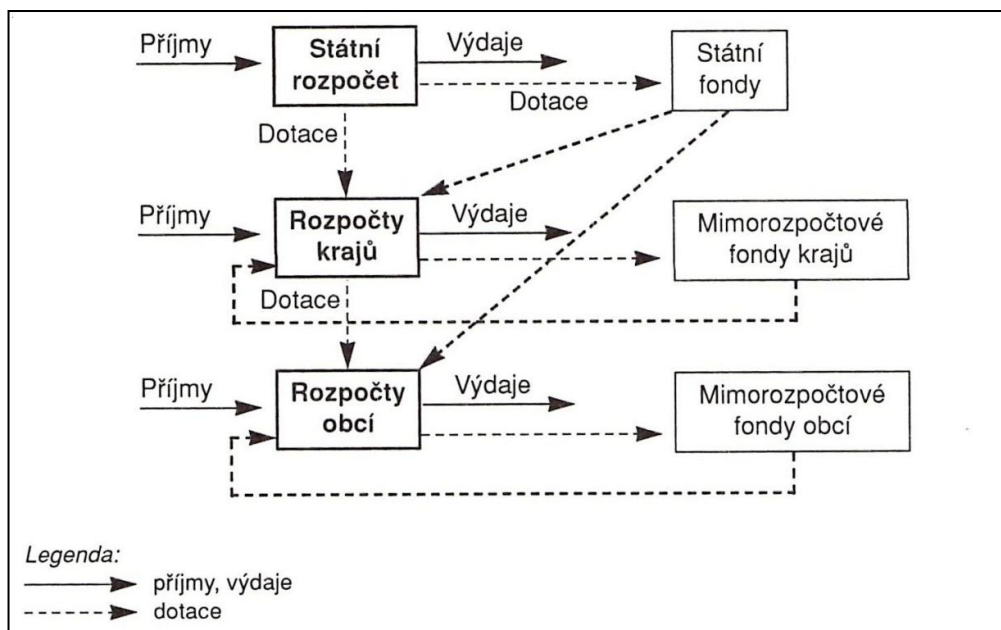 Příjmy
Státní
rozpočet
Výdaje
Dotace
Státní
fondy
Dotace
Příjmy
Rozpočty
krajů
Výdaje
Mimorozpočtové
fondy krajů
Dotace
Příjmy
Rozpočty
obcí
Výdaje
Mimorozpočtové
fondy obcí
Legenda:
příjmy, výdaje
dotace